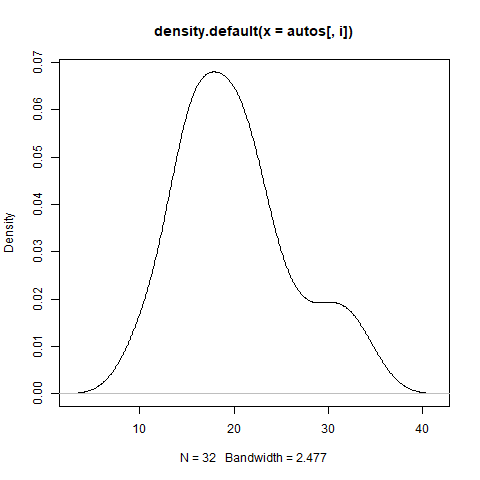 density.default(x = autos[, i])
Density
0.07
0.06
0.05
0.04
0.03
0.02
0.01
0.00
10 20 30 40
N = 32 Bandwidth = 2.477